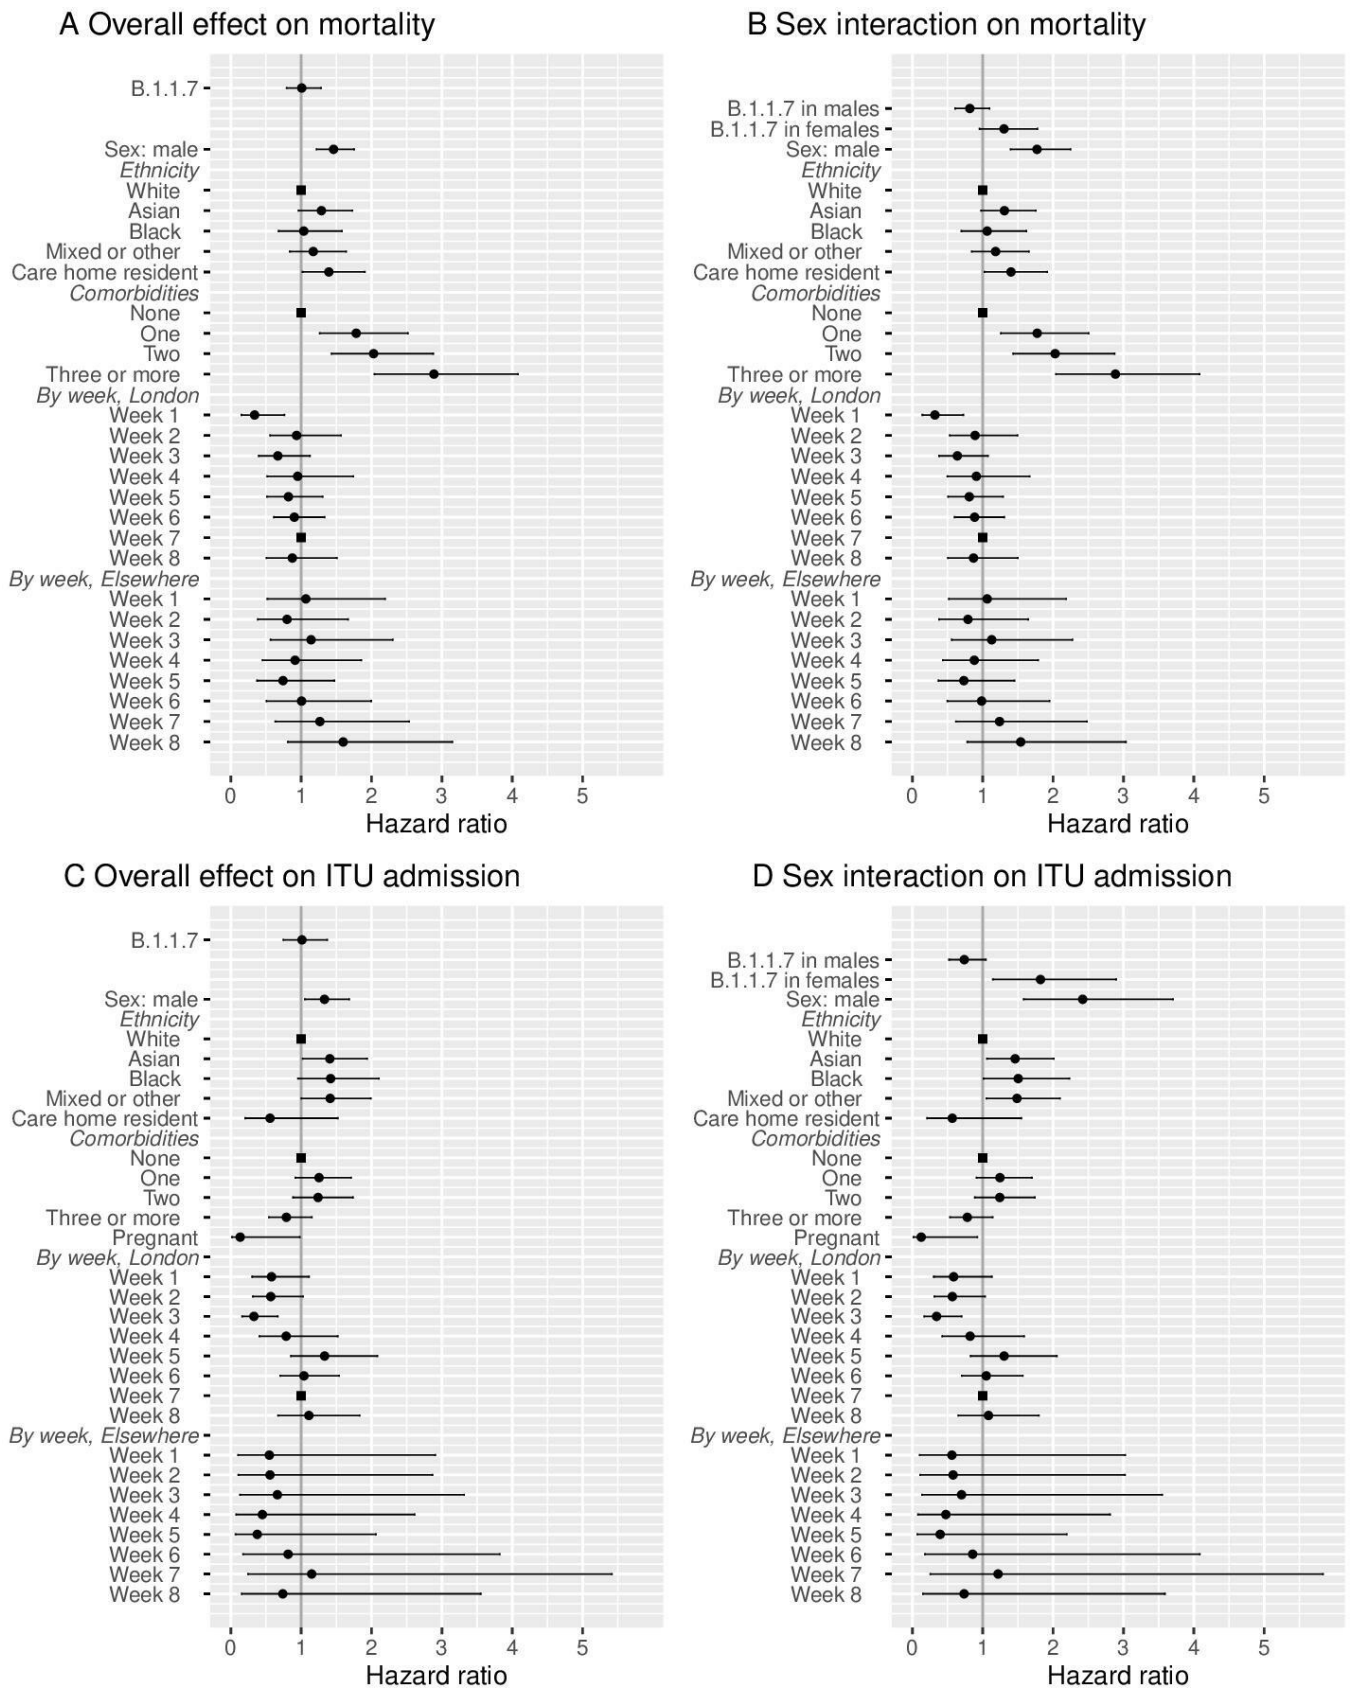 A Overall effect on mortality
B.1.1.7
Sex: male
Ethnicity
White
Asian
Black
Mixed or other
Care home resident
Comorbidities
None
One
Two
Three or more
By week, London
Week 1
Week 2
Week 3
Week 4
Week 5
Week 6
Week 7
Week 8
By week, Elsewhere
Week 1
Week 2
Week 3
Week 4
Week 5
Week 6
Week 7
Week 8
0 1 2 3 4 5
Hazard ratio
B Sex interaction on mortality
B.1.1.7 in males
B.1.1.7 in females
Sex: male
Ethnicity
White
Asian
Black
Mixed or other
Care home resident
Comorbidities
None
One
Two
Three or more
By week, London
Week 1
Week 2
Week 3
Week 4
Week 5
Week 6
Week 7
Week 8
By week, Elsewhere
Week 1
Week 2
Week 3
Week 4
Week 5
Week 6
Week 7
Week 8
0 1 2 3 4 5
Hazard ratio
C Overall effect on ITU admission
B.1.1.7
Sex: male
Ethnicity
White
Asian
Black
Mixed or other
Care home resident
Comorbidities
None
One
Two
Three or more
Pregnant
By week, London
Week 1
Week 2
Week 3
Week 4
Week 5
Week 6
Week 7
Week 8
By week, Elsewhere
Week 1
Week 2
Week 3
Week 4
Week 5
Week 6
Week 7
Week 8
0 1 2 3 4 5
Hazard ratio
D Sex interaction on ITU admission
B.1.1.7 in males
B.1.1.7 in females
Sex: male
Ethnicity
White
Asian
Black
Mixed or other
Care home resident
Comorbidities
None
One
Two
Three or more
Pregnant
By week, London
Week 1
Week 2
Week 3
Week 4
Week 5
Week 6
Week 7
Week 8
By week, Elsewhere
Week 1
Week 2
Week 3
Week 4
Week 5
Week 6
Week 7
Week 8
0 1 2 3 4 5
Hazard ratio